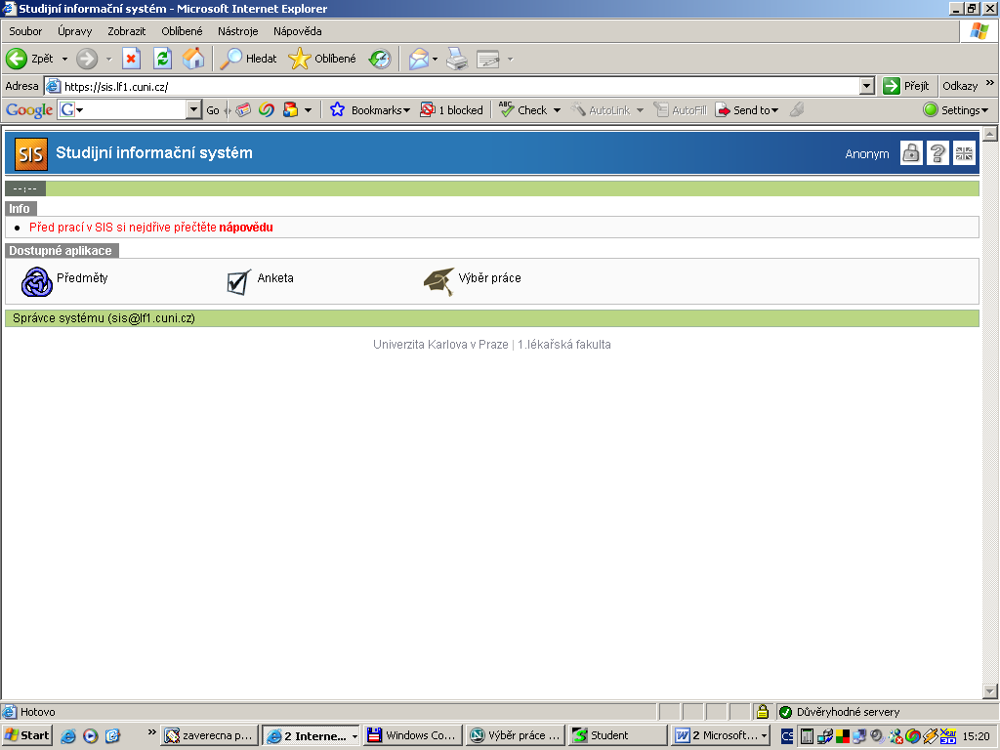 Studijní informační systém - Microsoft Internet Explorer
Soubor Úpravy Zobrazit Oblíbené Nástroje Nápověda
Zpět Hledat Oblíbené
Adresa https://sis.lf1.cuni.cz/ Přejít Odkazy »
Google G Go Bookmarks 1 blocked ABC Check AutoLink AutoFill Send to Settings
SIS Studijní informační systém Anonym ?
--:--
Info
Před prací v SIS si nejdříve přečtěte nápovědu
Dostupné aplikace
Předměty Anketa Výběr práce
Správce systému (sis@lf1.cuni.cz)
Univerzita Karlova v Praze | 1.lékařská fakulta
Hotovo Důvěryhodné servery
Start » zaverecna p... 2 Interne... Windows Co... Výběr práce ... Student 2 Microsoft... CS 15:20